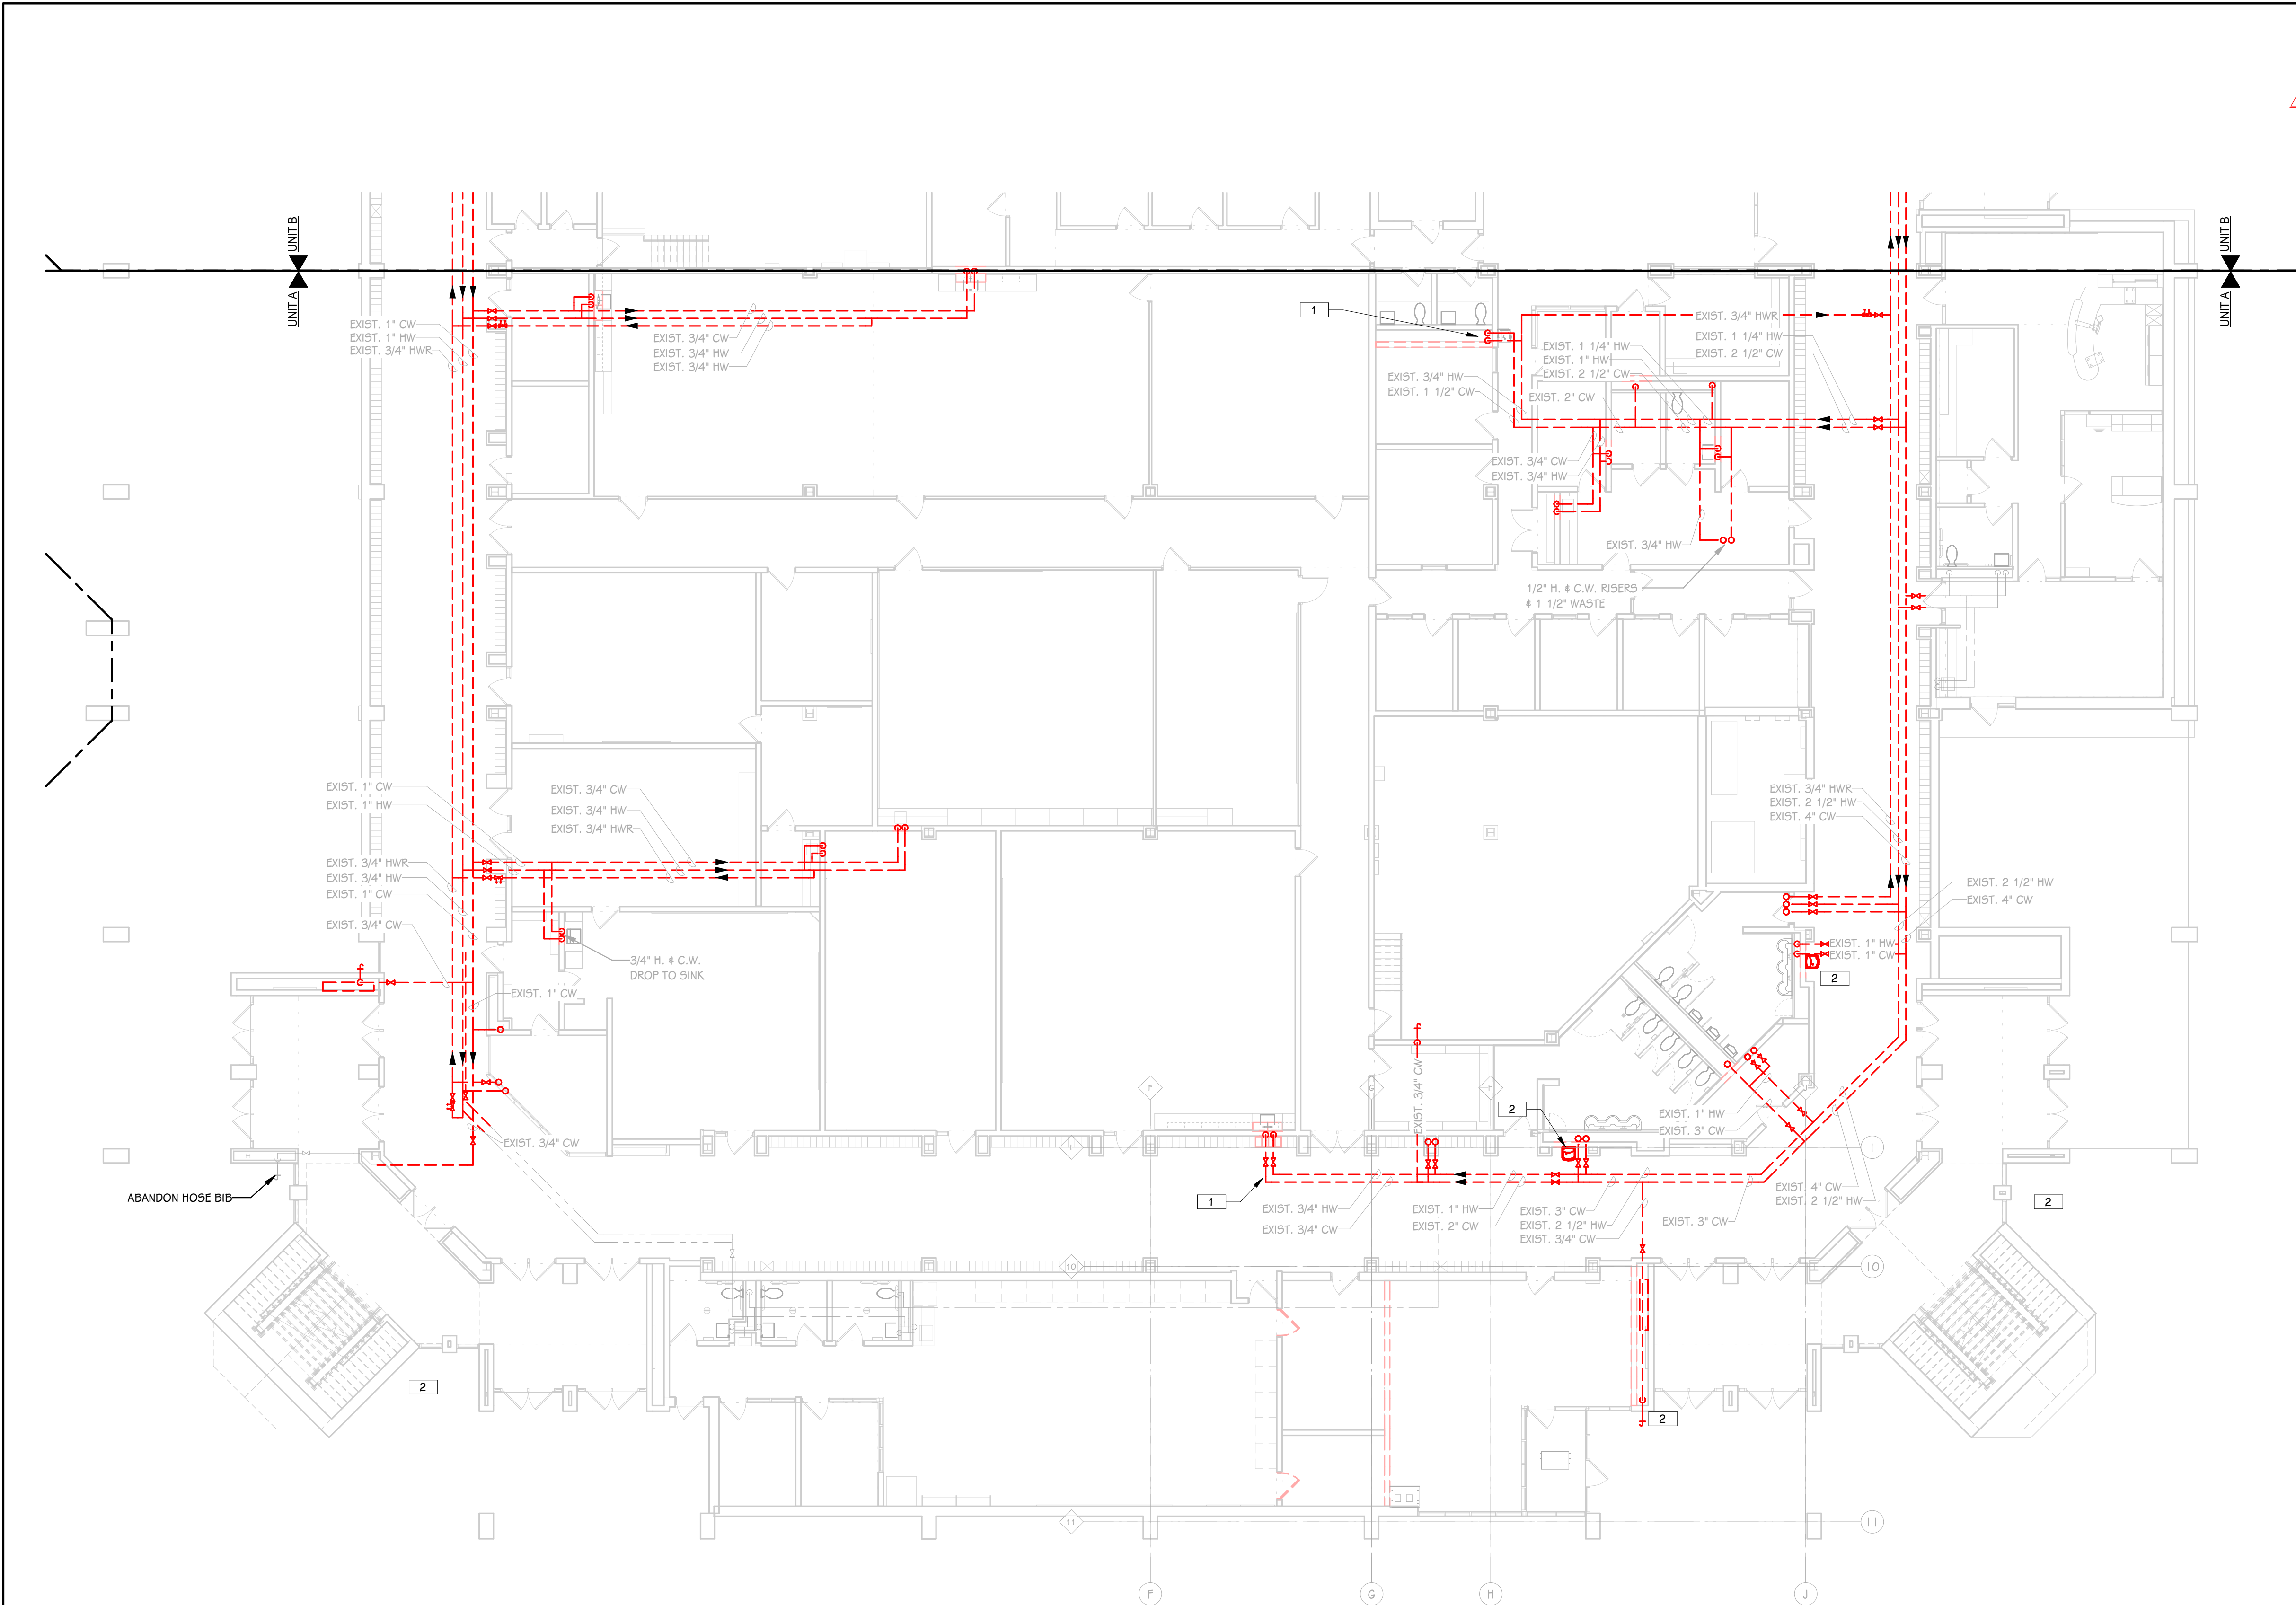 UNIT B
UNIT A
UNIT B
UNIT A
EXIST. 1" CW
EXIST. 1" HW
EXIST. 3/4" HWR
EXIST. 3/4" CW
EXIST. 3/4" HW
EXIST. 3/4" HW
1
EXIST. 3/4" HWR
EXIST. 1 1/4" HW
EXIST. 2 1/2" CW
EXIST. 1 1/4" HW
EXIST. 1" HW
EXIST. 2 1/2" CW
EXIST. 3/4" HW
EXIST. 1 1/2" CW
EXIST. 2" CW
EXIST. 3/4" CW
EXIST. 3/4" HW
EXIST. 3/4" HW
1/2" H. & C.W. RISERS
& 1 1/2" WASTE
EXIST. 1" CW
EXIST. 1" HW
EXIST. 3/4" CW
EXIST. 3/4" HW
EXIST. 3/4" HWR
EXIST. 3/4" HWR
EXIST. 2 1/2" HW
EXIST. 4" CW
EXIST. 3/4" HWR
EXIST. 3/4" HW
EXIST. 1" CW
EXIST. 3/4" CW
EXIST. 2 1/2" HW
EXIST. 4" CW
EXIST. 1" HW
EXIST. 1" CW
2
3/4" H. & C.W.
DROP TO SINK
EXIST. 1" CW
EXIST. 3/4" CW
F
G
H
2
EXIST. 1" HW
EXIST. 3" CW
EXIST. 3/4" CW
1
1
ABANDON HOSE BIB
1
EXIST. 3/4" HW
EXIST. 3/4" CW
EXIST. 1" HW
EXIST. 2" CW
EXIST. 3" CW
EXIST. 2 1/2" HW
EXIST. 3/4" CW
EXIST. 3" CW
EXIST. 4" CW
EXIST. 2 1/2" HW
2
10
10
2
2
11
11
F
G
H
J